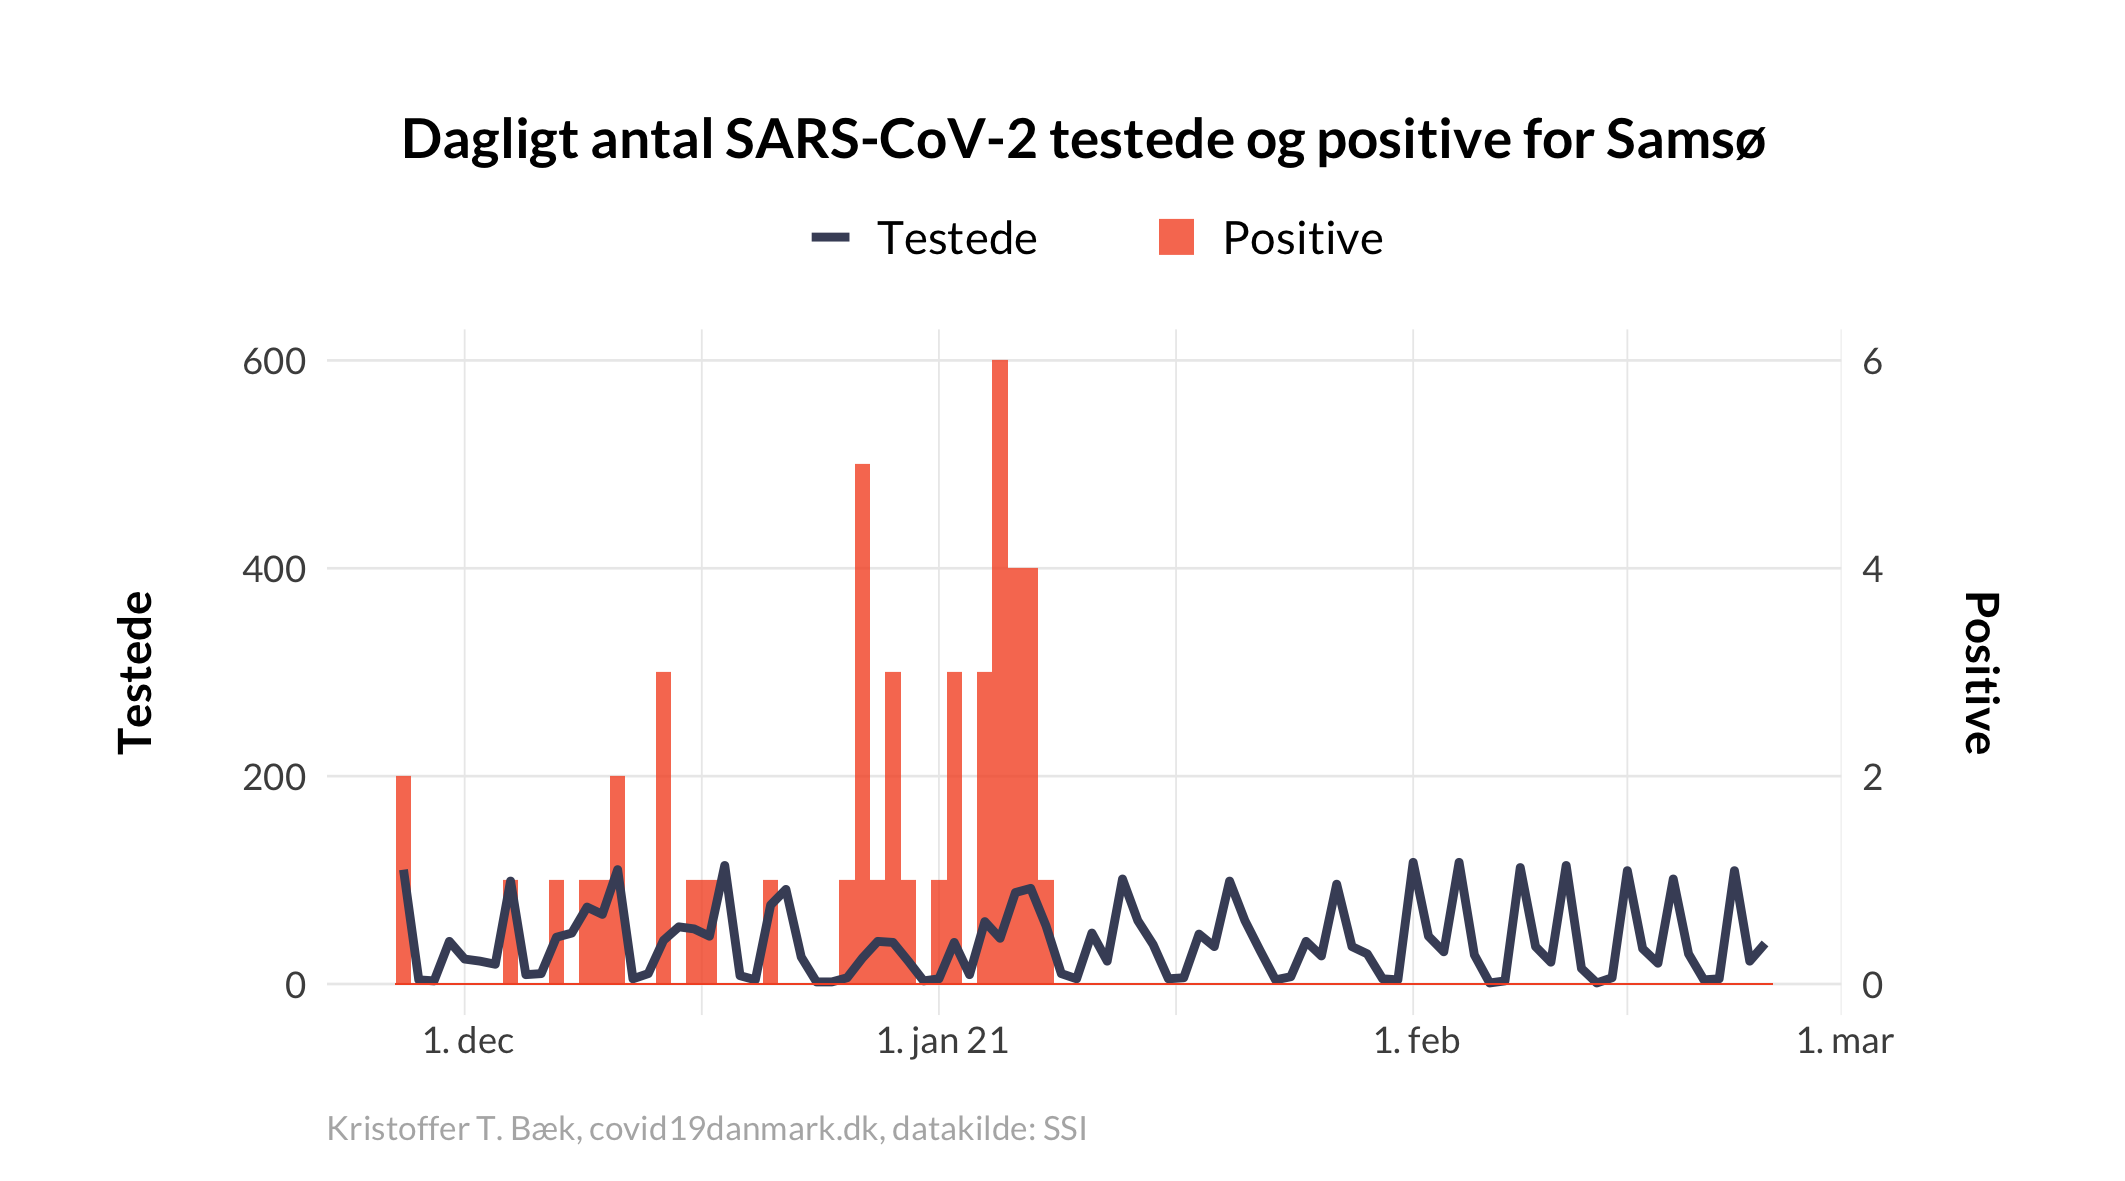 Dagligt antal SARS-CoV-2 testede og positive for Samsø
Testede Positive
600 6
400 4
200 2
0 0
Testede
Positive
1. dec 1. jan 21 1. feb 1. mar
Kristoffer T. Bæk, covid19danmark.dk, datakilde: SSI